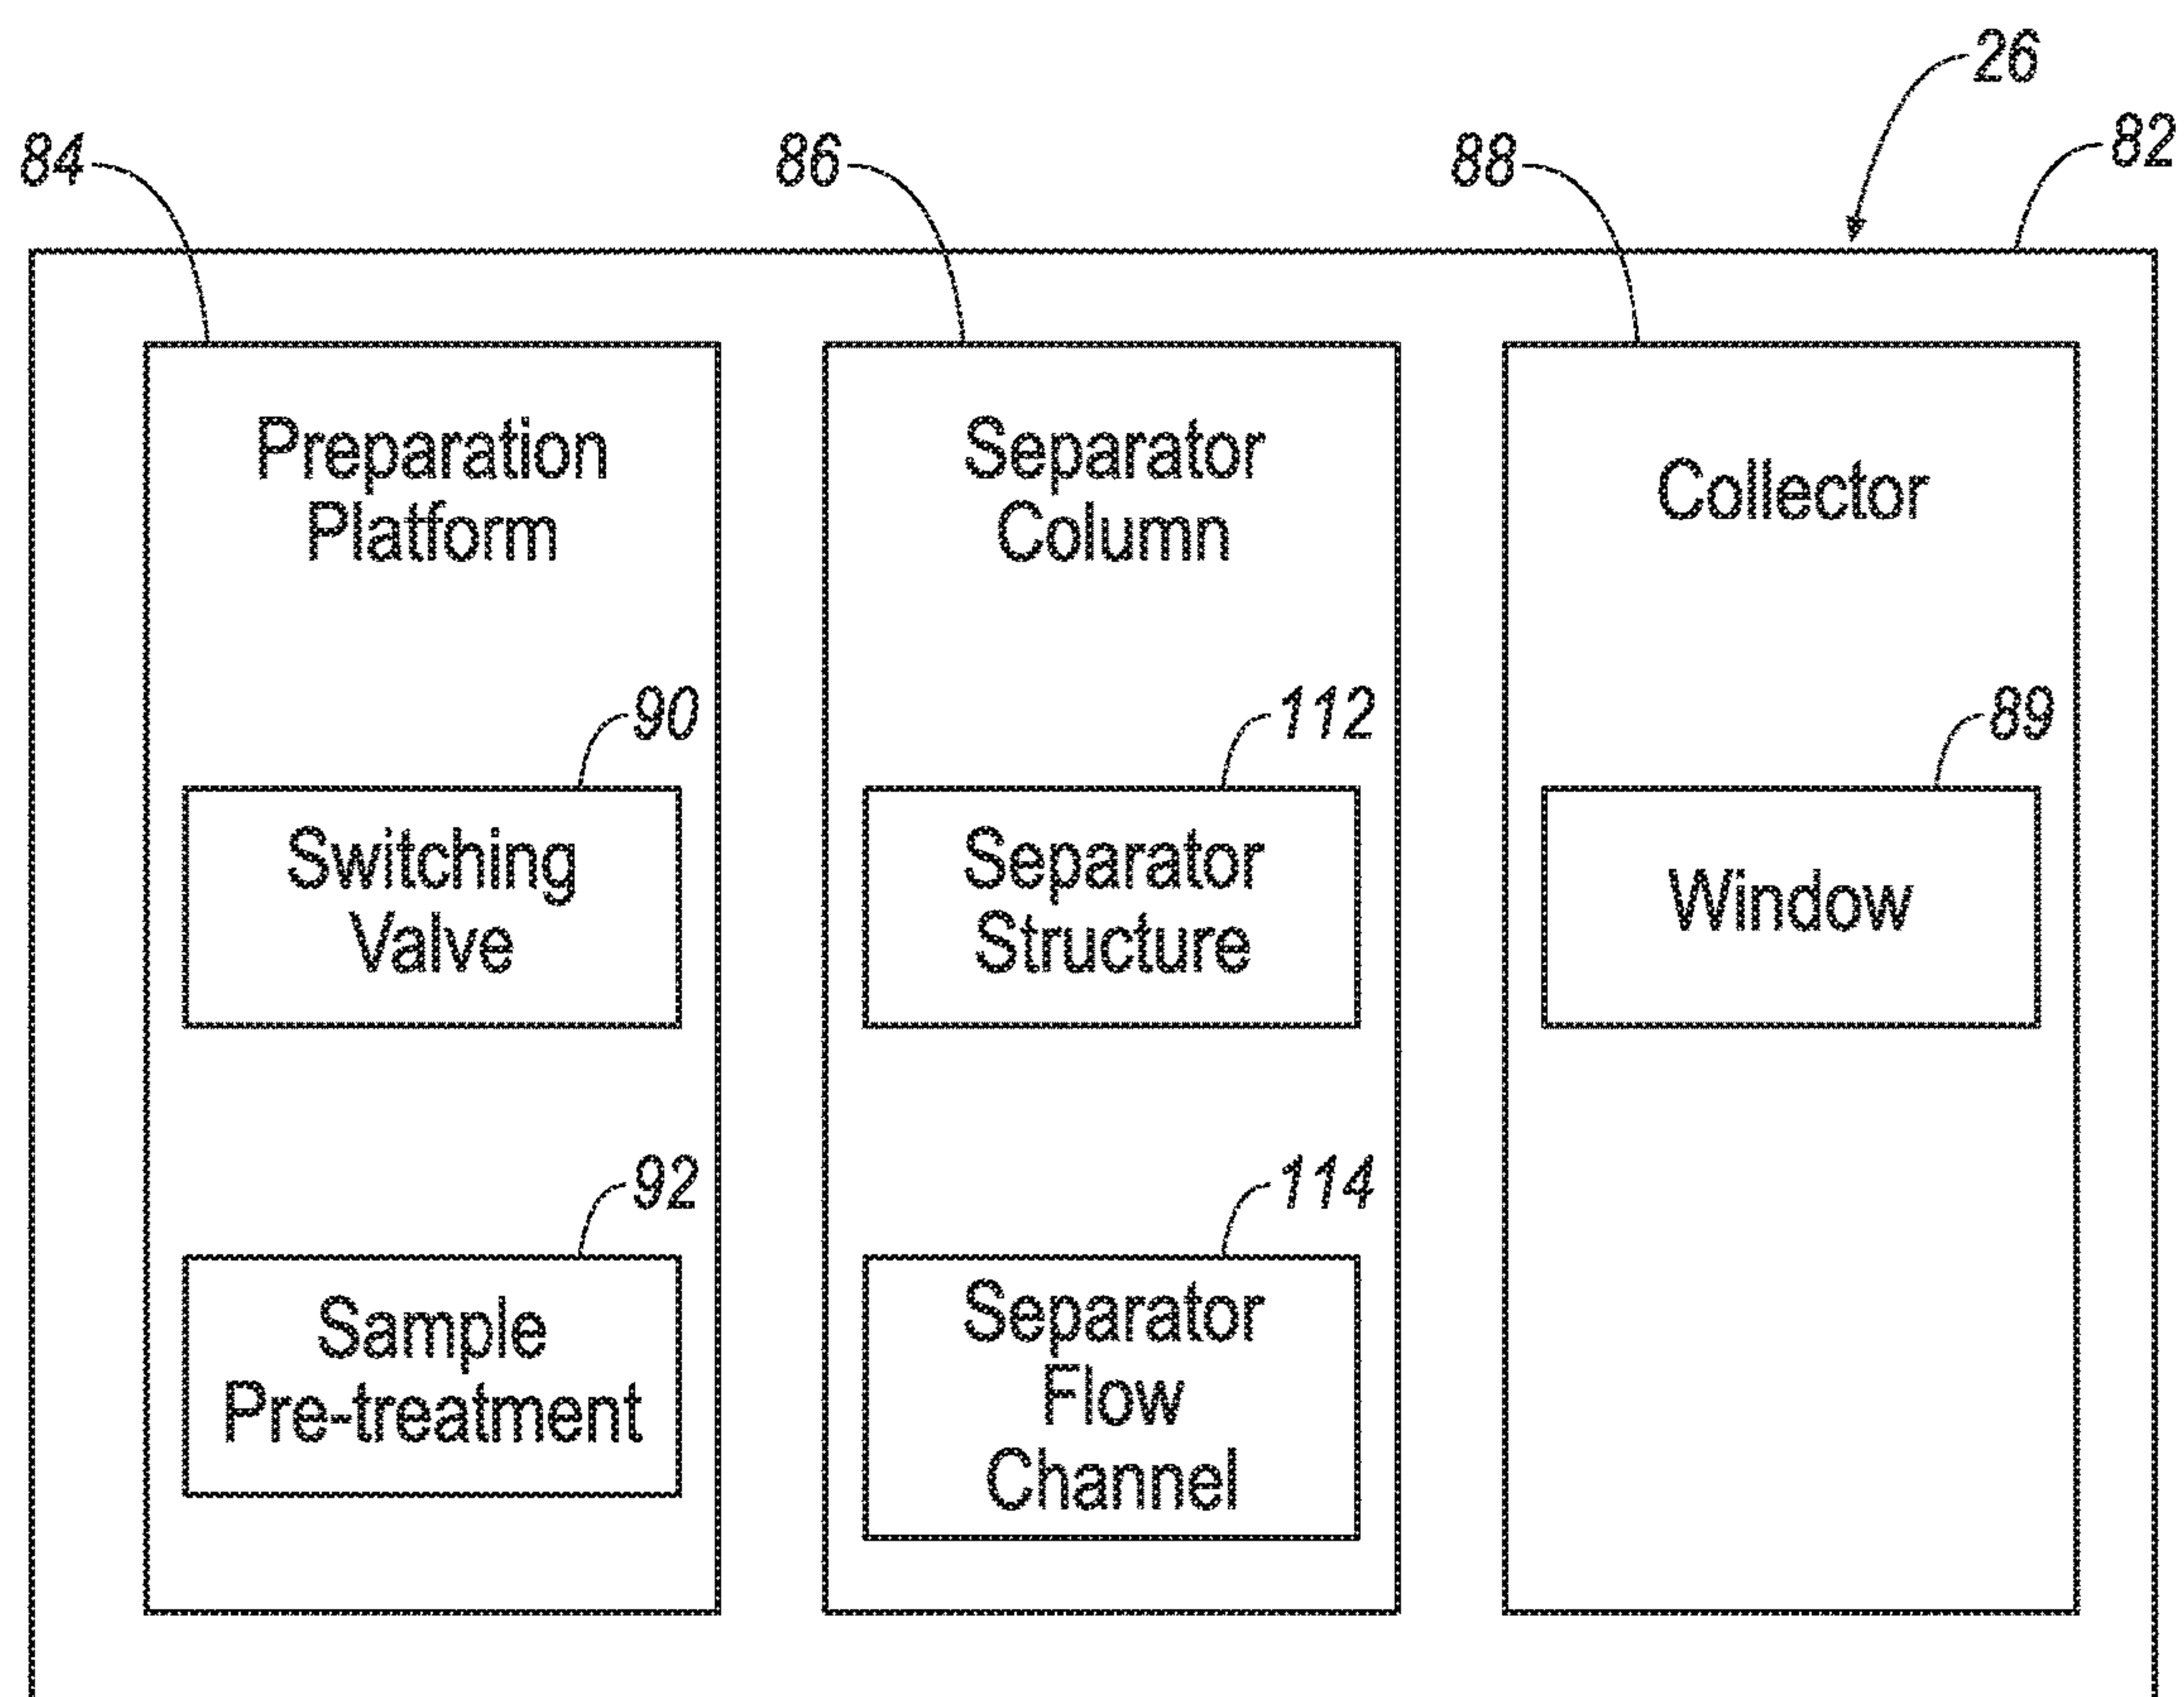 26
82
84
86
88
Preparation
Platform
Separator
Column
Collector
90
112
89
Switching
Valve
Separator
Structure
Window
92
114
Sample
Pre-treatment
Separator
Flow
Channel